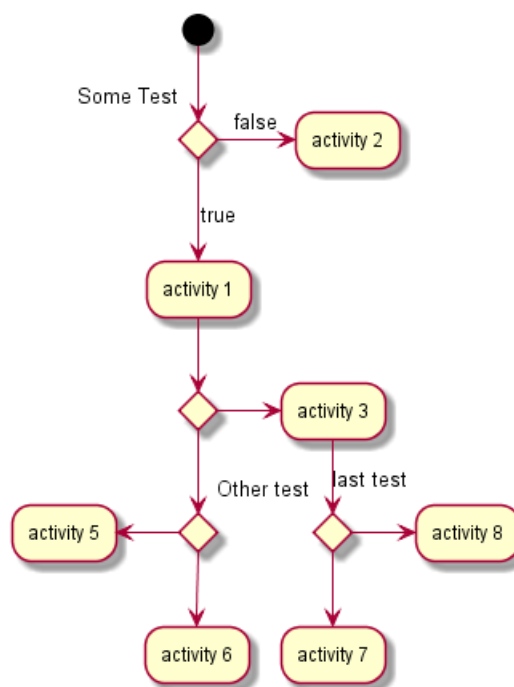 Some Test
false
activity 2
true
activity 1
activity 3
Other test
last test
activity 5
activity 8
activity 6
activity 7